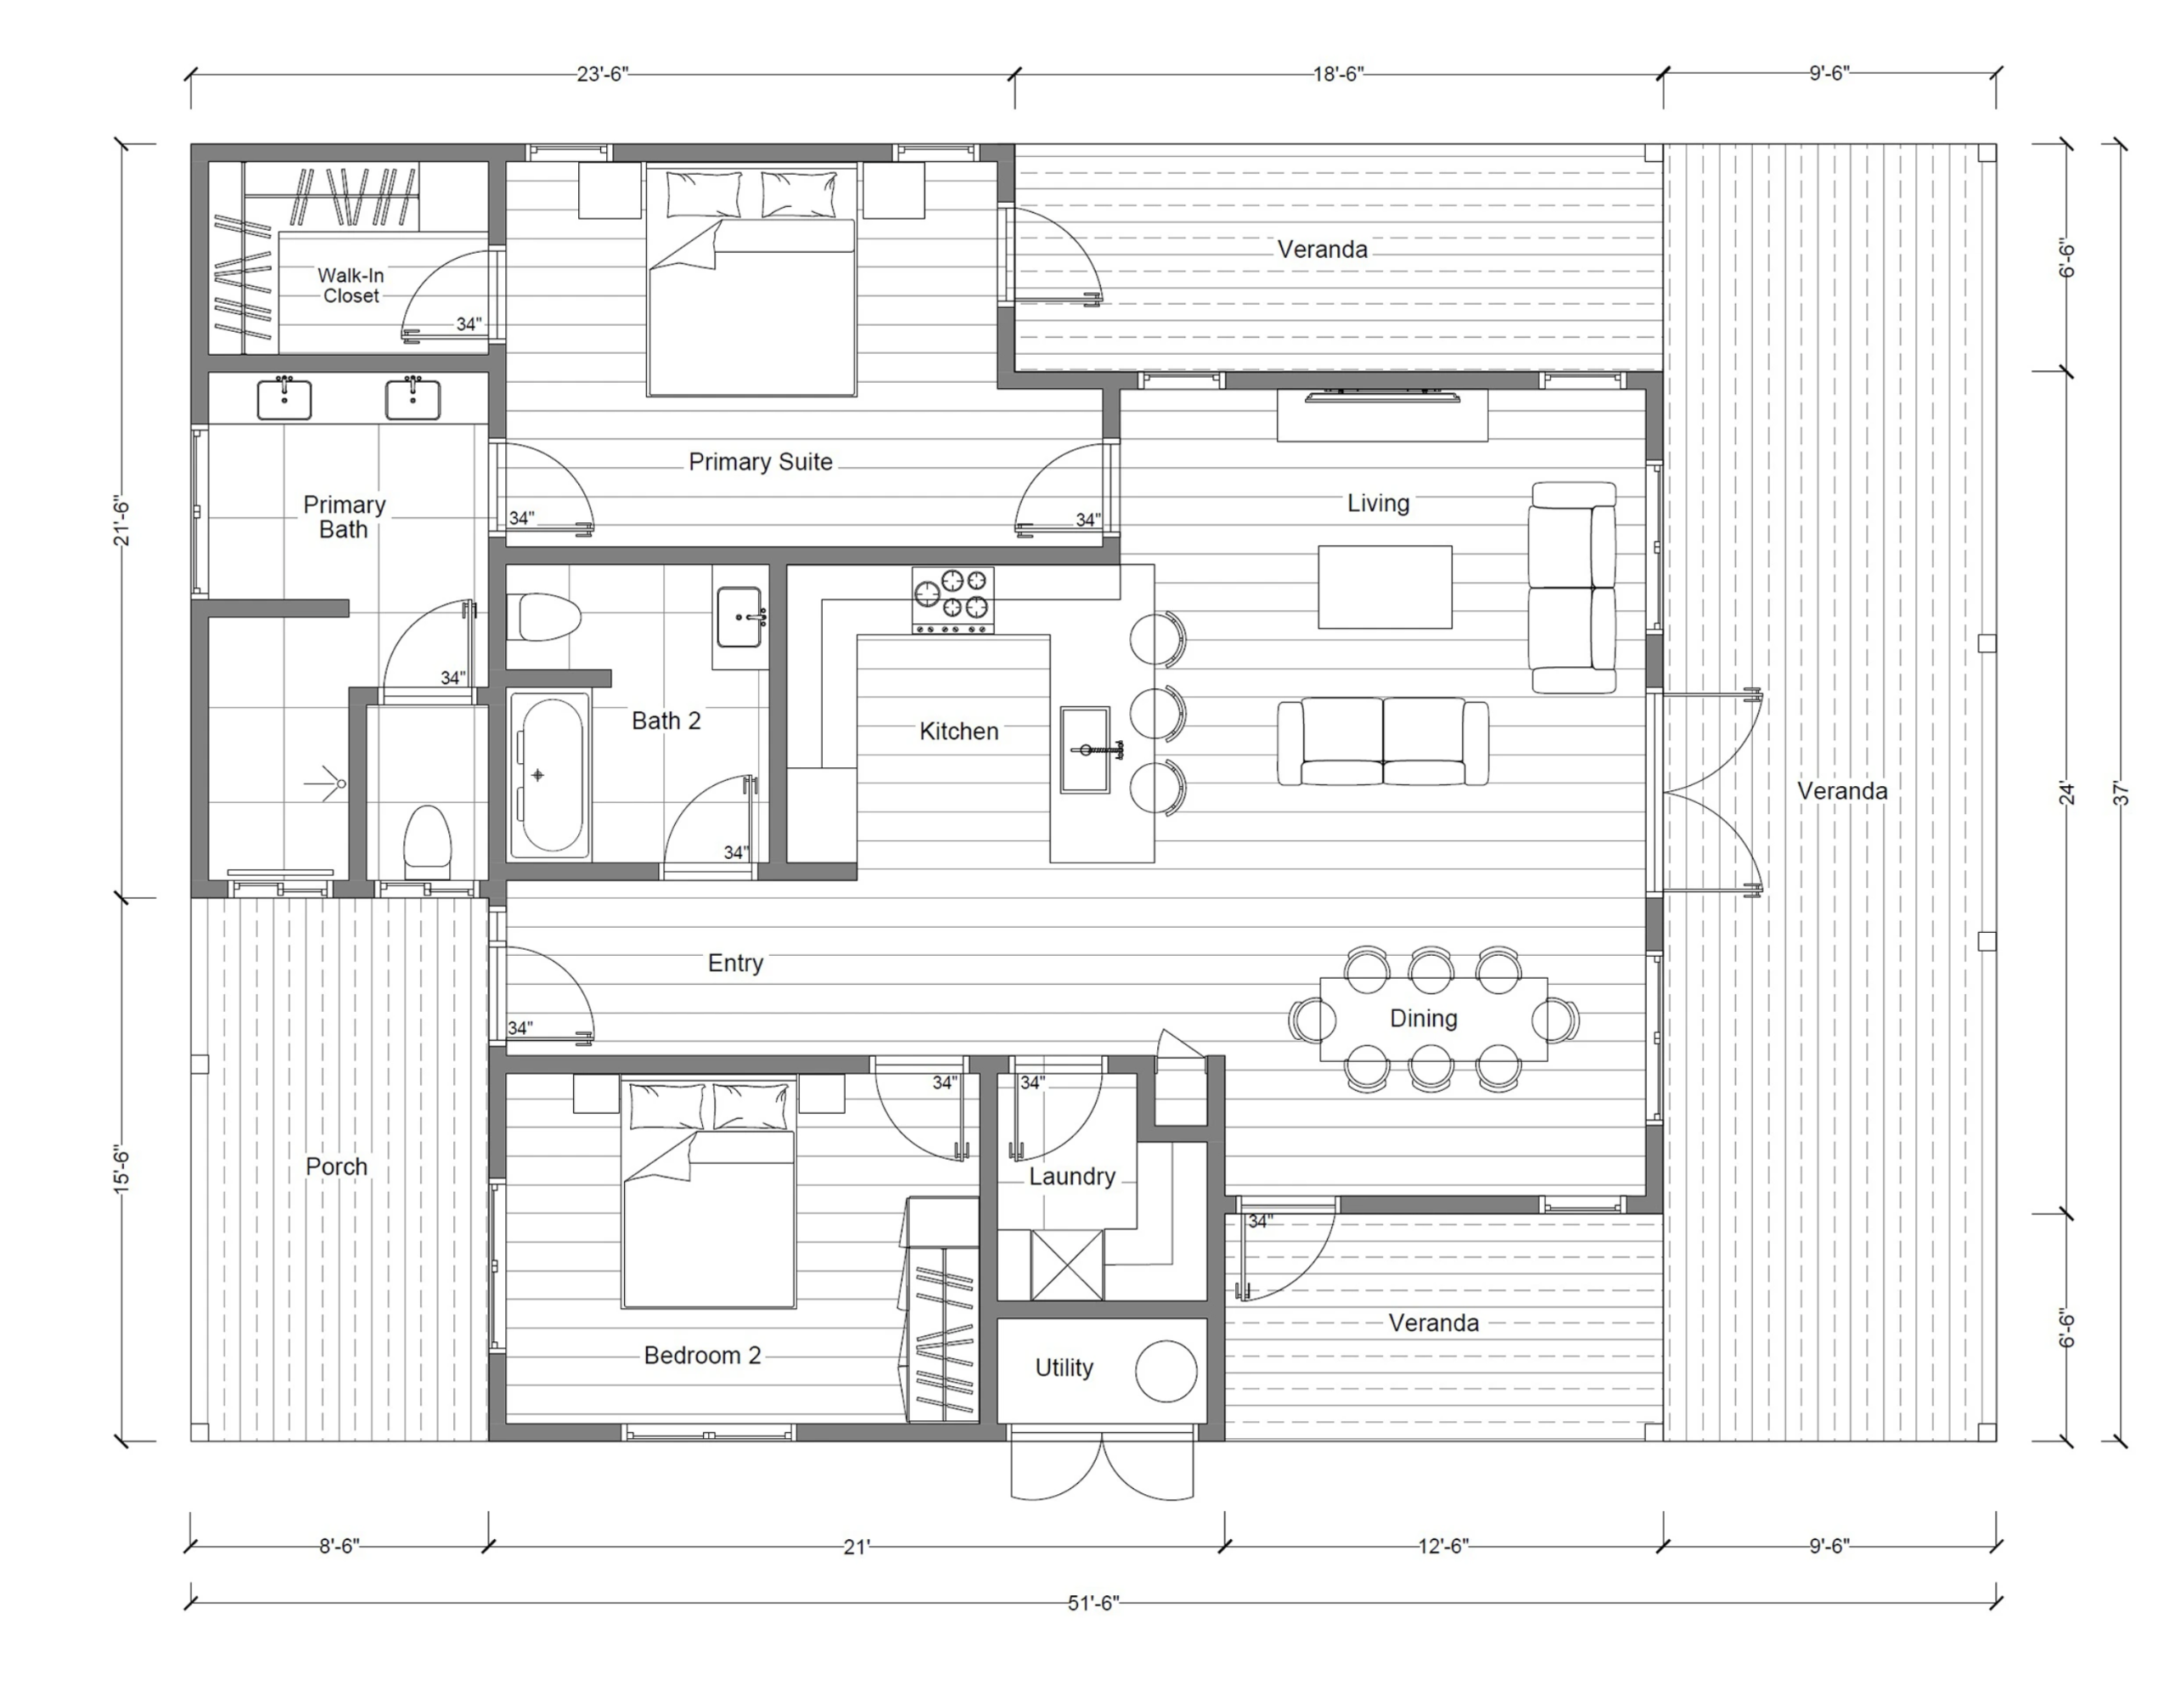 23'-6"
18'-6"
9'-6"
Veranda
6'-6"
Walk-In
Closet
34"
Primary Suite
Primary
Bath
34"
34"
Living
21'-6"
34"
Bath 2
Kitchen
Veranda
24'
37'
34"
Entry
34"
Dining
34"
34"
Porch
15'-6"
Laundry
34"
Veranda
6'-6"
Bedroom 2
Utility
8'-6"
21'
12'-6"
9'-6"
51'-6"